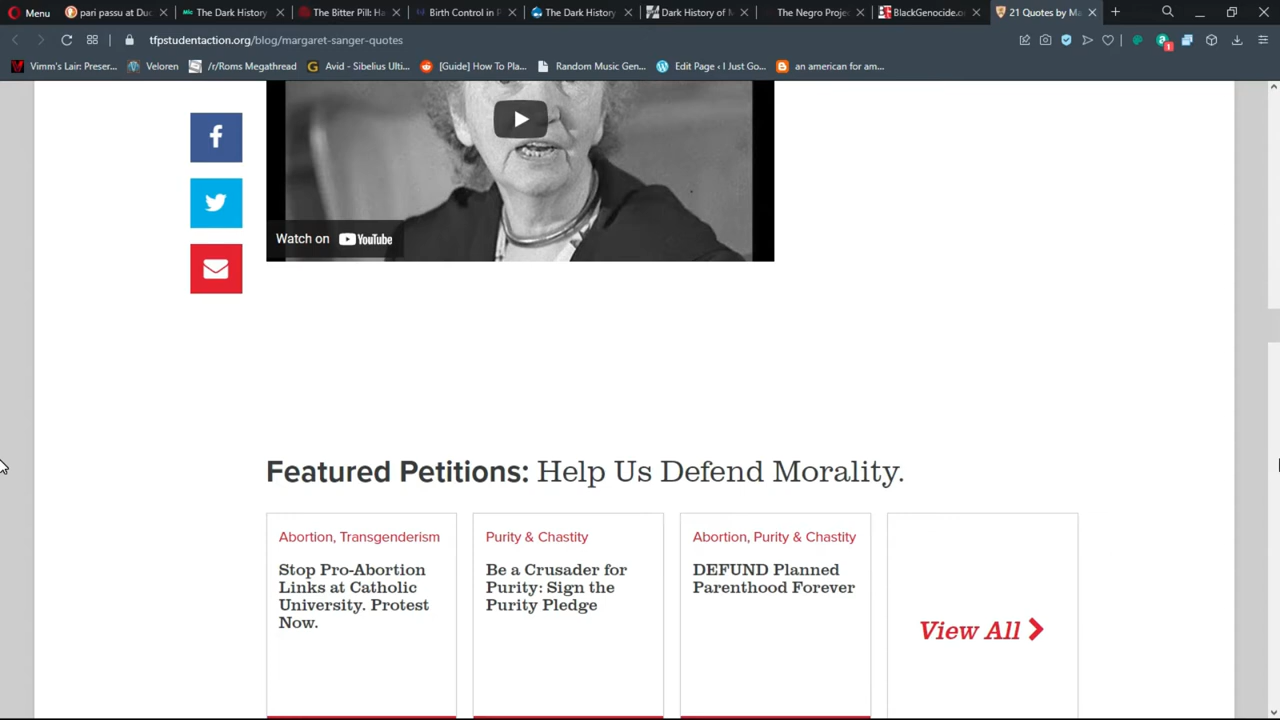 Menu
pari passu at Duc
The Dark History
The Bitter Pill: Ha
Birth Control in P
The Dark History
Dark History of M
The Negro Proje
BlackGenocide.o
21 Quotes by Ma
tfpstudentaction.org/blog/margaret-sanger-quotes
1
Vimm's Lair: Preser...
Veloren
/r/Roms Megathread
Avid - Sibelius Ulti...
[Guide] How To Pla...
Random Music Gen...
Edit Page ‹ I Just Go...
an american for am...
Watch on YouTube
Featured Petitions: Help Us Defend Morality.
Abortion, Transgenderism
Stop Pro-Abortion
Links at Catholic
University. Protest
Now.
Purity & Chastity
Be a Crusader for
Purity: Sign the
Purity Pledge
Abortion, Purity & Chastity
DEFUND Planned
Parenthood Forever
View All